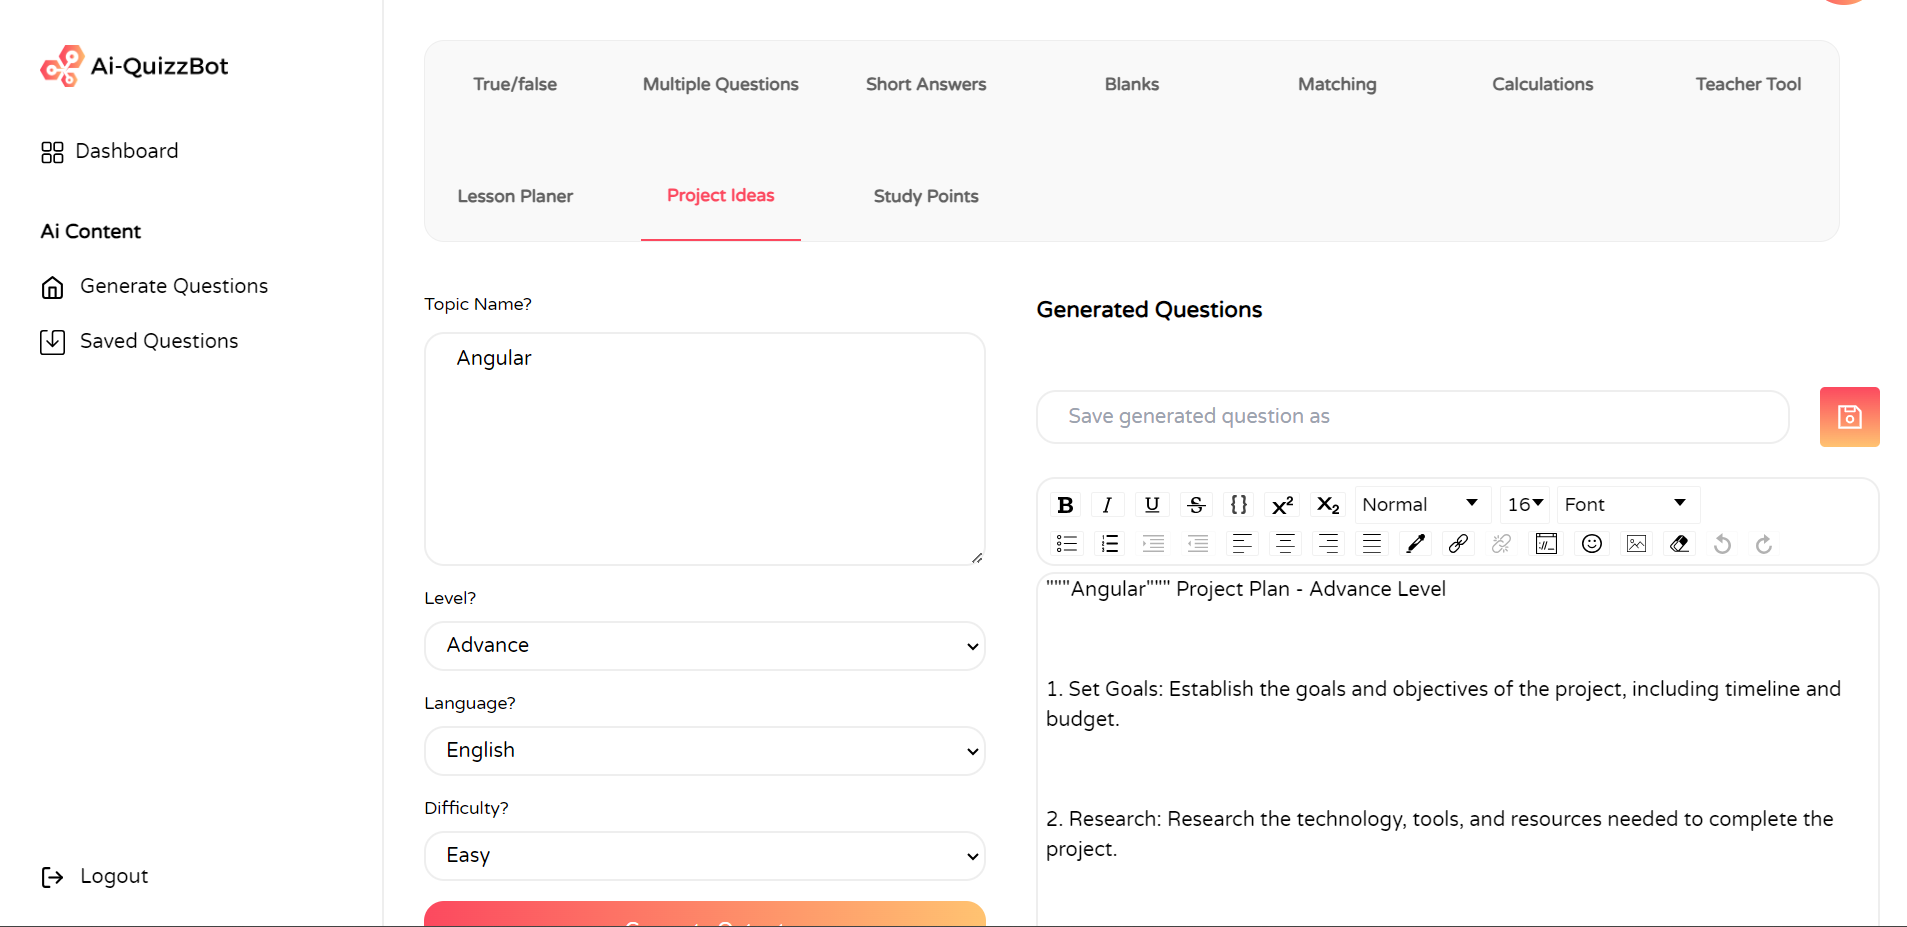 Ai-QuizzBot
Dashboard
Ai Content
Generate Questions
Saved Questions
Logout
True/false
Multiple Questions
Short Answers
Blanks
Matching
Calculations
Teacher Tool
Lesson Planer
Project Ideas
Study Points
Topic Name?
Angular
Level?
Advance
Language?
English
Difficulty?
Easy
Generated Questions
Save generated question as
B I U S {} X² X₂ Normal 16 Font
"""Angular""" Project Plan - Advance Level
1. Set Goals: Establish the goals and objectives of the project, including timeline and
budget.
2. Research: Research the technology, tools, and resources needed to complete the
project.